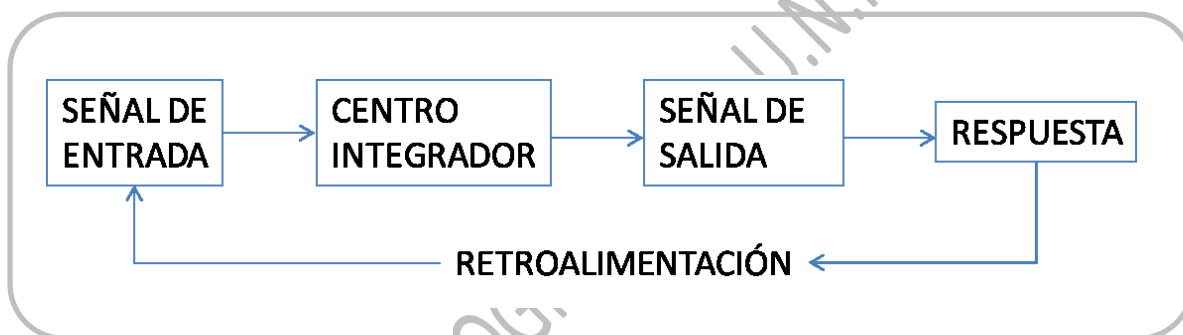 SEÑAL DE
ENTRADA
CENTRO
INTEGRADOR
SEÑAL DE
SALIDA
RESPUESTA
RETROALIMENTACIÓN